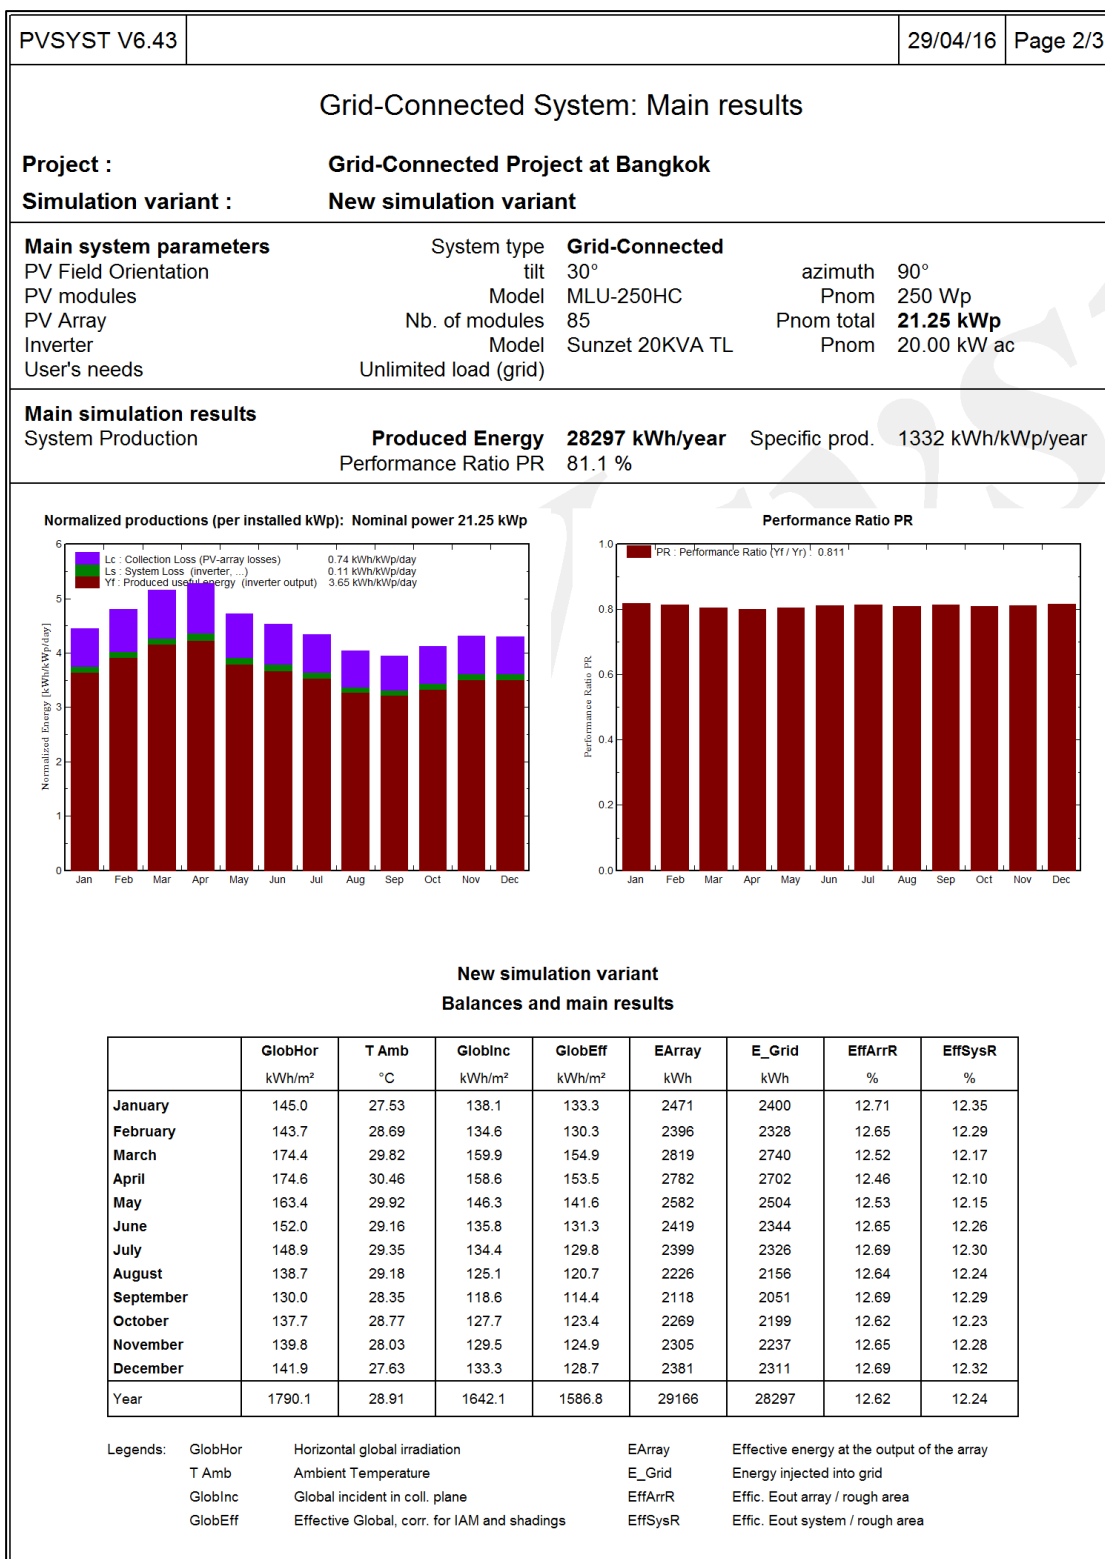 PVSYST V6.43 29/04/16 Page 2/3
Grid-Connected System: Main results
Project : Grid-Connected Project at Bangkok
Simulation variant : New simulation variant
Main system parameters System type Grid-Connected
PV Field Orientation tilt 30° azimuth 90°
PV modules Model MLU-250HC Pnom 250 Wp
PV Array Nb. of modules 85 Pnom total 21.25 kWp
Inverter Model Sunzet 20KVA TL Pnom 20.00 kW ac
User's needs Unlimited load (grid)
Main simulation results
System Production Produced Energy 28297 kWh/year Specific prod. 1332 kWh/kWp/year
Performance Ratio PR 81.1 %
Normalized productions (per installed kWp): Nominal power 21.25 kWp
Lc : Collection Loss (PV-array losses) 0.74 kWh/kWp/day
Ls : System Loss (inverter, ...) 0.11 kWh/kWp/day
Yf : Produced useful energy (inverter output) 3.65 kWh/kWp/day
Normalized Energy [kWh/kWp/day]
6
5
4
3
2
1
0
Jan Feb Mar Apr May Jun Jul Aug Sep Oct Nov Dec
Performance Ratio PR
PR : Performance Ratio (Yf / Yr) : 0.811
Performance Ratio PR
1.0
0.8
0.6
0.4
0.2
0.0
Jan Feb Mar Apr May Jun Jul Aug Sep Oct Nov Dec
New simulation variant
Balances and main results
GlobHor T Amb GlobInc GlobEff EArray E_Grid EffArrR EffSysR
kWh/m² °C kWh/m² kWh/m² kWh kWh % %
January 145.0 27.53 138.1 133.3 2471 2400 12.71 12.35
February 143.7 28.69 134.6 130.3 2396 2328 12.65 12.29
March 174.4 29.82 159.9 154.9 2819 2740 12.52 12.17
April 174.6 30.46 158.6 153.5 2782 2702 12.46 12.10
May 163.4 29.92 146.3 141.6 2582 2504 12.53 12.15
June 152.0 29.16 135.8 131.3 2419 2344 12.65 12.26
July 148.9 29.35 134.4 129.8 2399 2326 12.69 12.30
August 138.7 29.18 125.1 120.7 2226 2156 12.64 12.24
September 130.0 28.35 118.6 114.4 2118 2051 12.69 12.29
October 137.7 28.77 127.7 123.4 2269 2199 12.62 12.23
November 139.8 28.03 129.5 124.9 2305 2237 12.65 12.28
December 141.9 27.63 133.3 128.7 2381 2311 12.69 12.32
Year 1790.1 28.91 1642.1 1586.8 29166 28297 12.62 12.24
Legends: GlobHor Horizontal global irradiation EArray Effective energy at the output of the array
T Amb Ambient Temperature E_Grid Energy injected into grid
GlobInc Global incident in coll. plane EffArrR Effic. Eout array / rough area
GlobEff Effective Global, corr. for IAM and shadings EffSysR Effic. Eout system / rough area